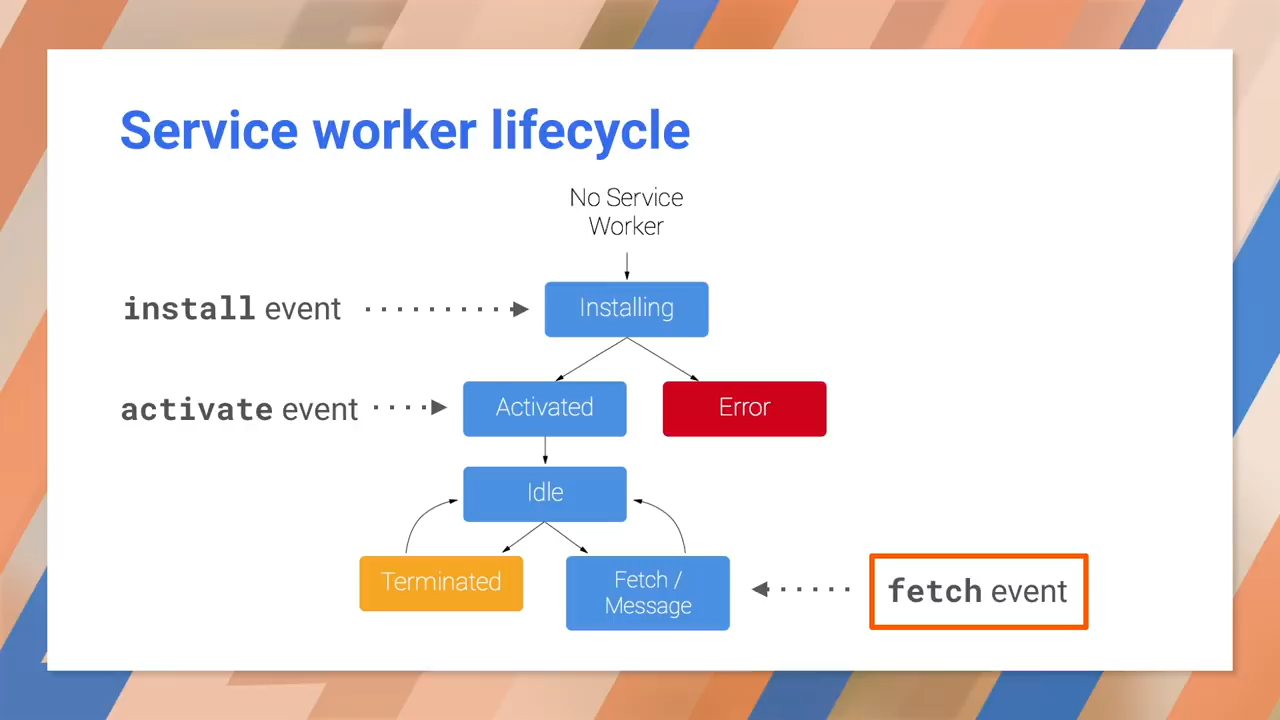 Service worker lifecycle
No Service
Worker
install event
Installing
activate event
Activated
Error
Idle
Terminated
Fetch /
Message
fetch event